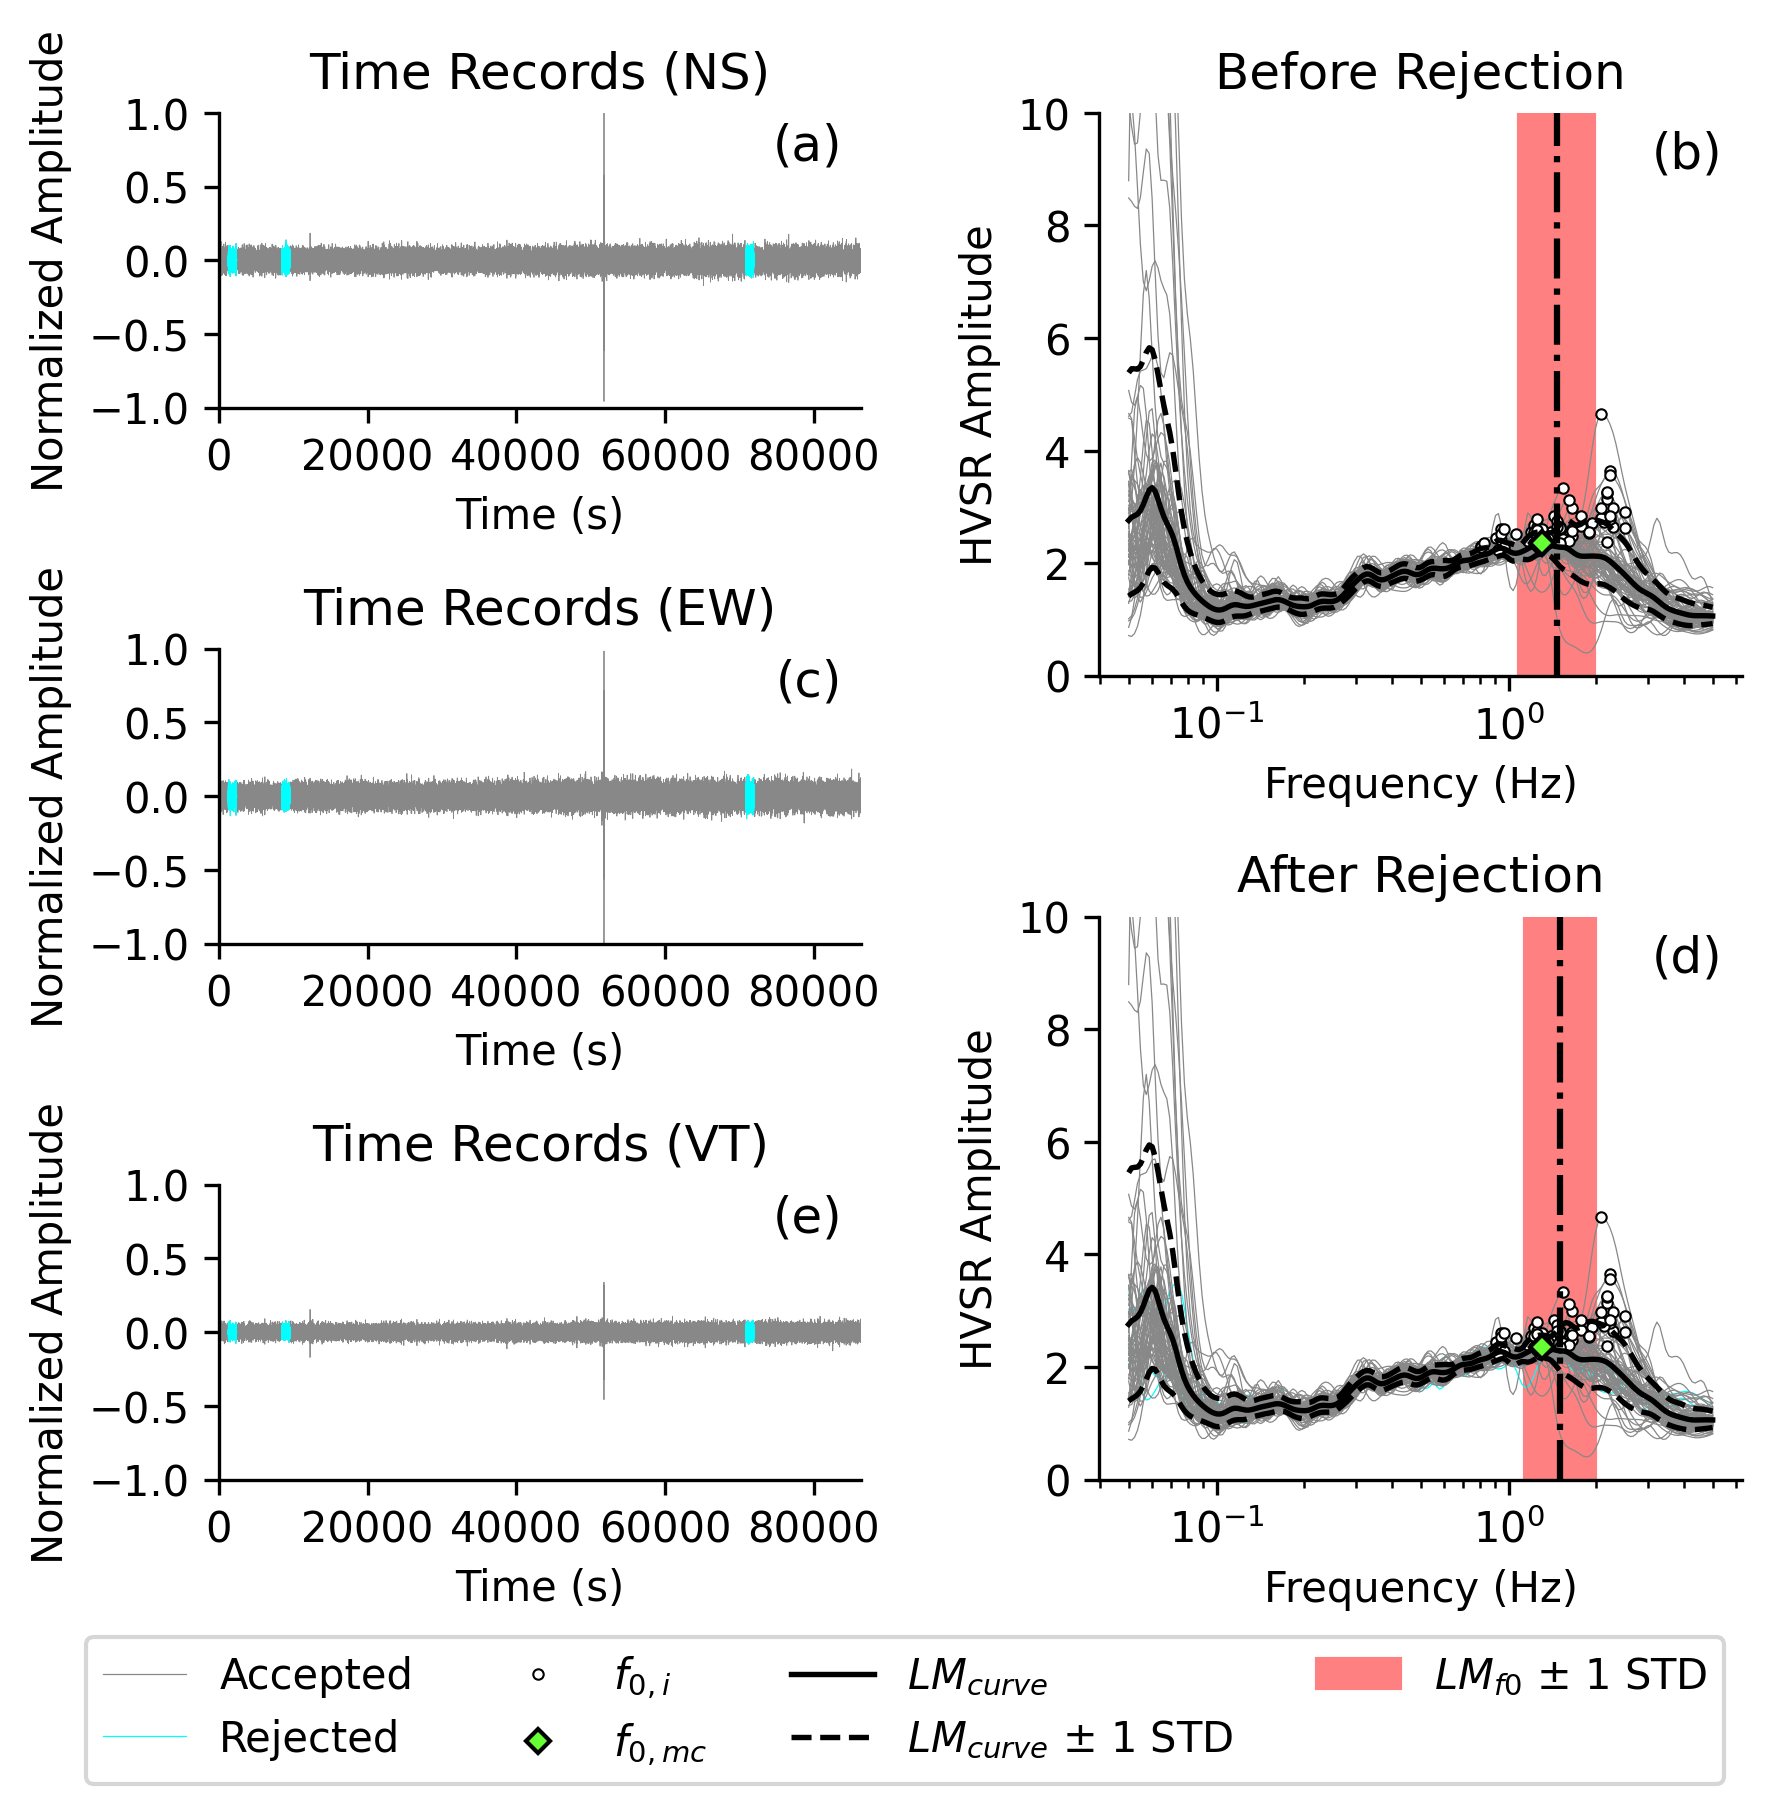 Time Records (NS)
(a)
Normalized Amplitude
1.0
0.5
0.0
−0.5
−1.0
0 20000 40000 60000 80000
Time (s)
Before Rejection
(b)
HVSR Amplitude
10
8
6
4
2
0
10⁻¹ 10⁰
Frequency (Hz)
Time Records (EW)
(c)
Normalized Amplitude
1.0
0.5
0.0
−0.5
−1.0
0 20000 40000 60000 80000
Time (s)
After Rejection
(d)
HVSR Amplitude
10
8
6
4
2
0
10⁻¹ 10⁰
Frequency (Hz)
Time Records (VT)
(e)
Normalized Amplitude
1.0
0.5
0.0
−0.5
−1.0
0 20000 40000 60000 80000
Time (s)
Accepted
Rejected
f0,i
f0,mc
LMcurve
LMcurve ± 1 STD
LMf0 ± 1 STD